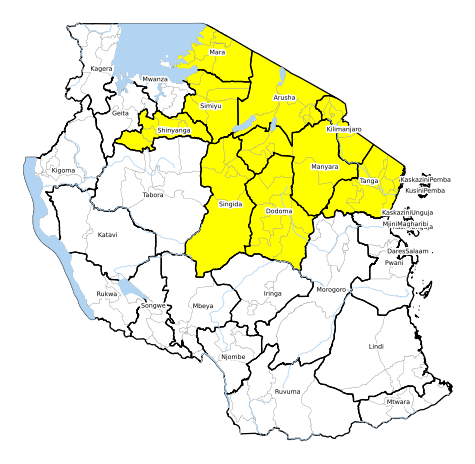 Mara
Kagera
Mwanza
Arusha
Simiyu
Geita
Shinyanga
Kilimanjaro
Kigoma
Manyara
KaskaziniPemba
Tanga
KusiniPemba
Tabora
Singida
Dodoma
KaskaziniUnguja
MjiniMagharibi
Katavi
DaresSalaam
Pwani
Morogoro
Rukwa
Iringa
Songwe
Mbeya
Lindi
Njombe
Ruvuma
Mtwara